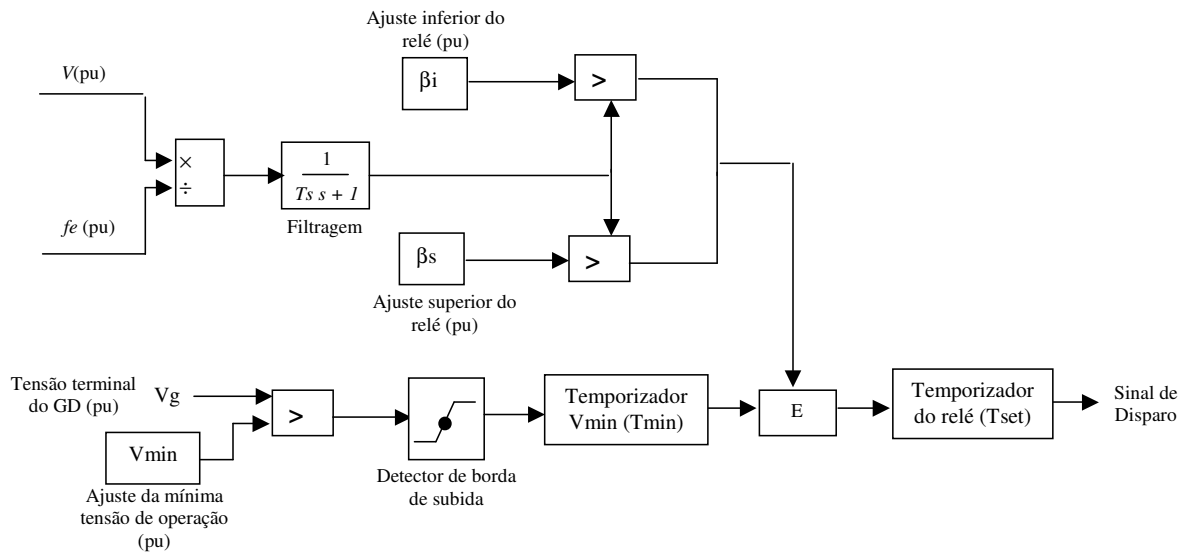 Ajuste inferior do
relé (pu)
V(pu)
βi
>
×
÷
1
Ts s + 1
Filtragem
fe (pu)
βs
>
Ajuste superior do
relé (pu)
Tensão terminal
do GD (pu)
Vg
>
Vmin
Ajuste da mínima
tensão de operação
(pu)
Detector de borda
de subida
Temporizador
Vmin (Tmin)
E
Temporizador
do relé (Tset)
Sinal de
Disparo